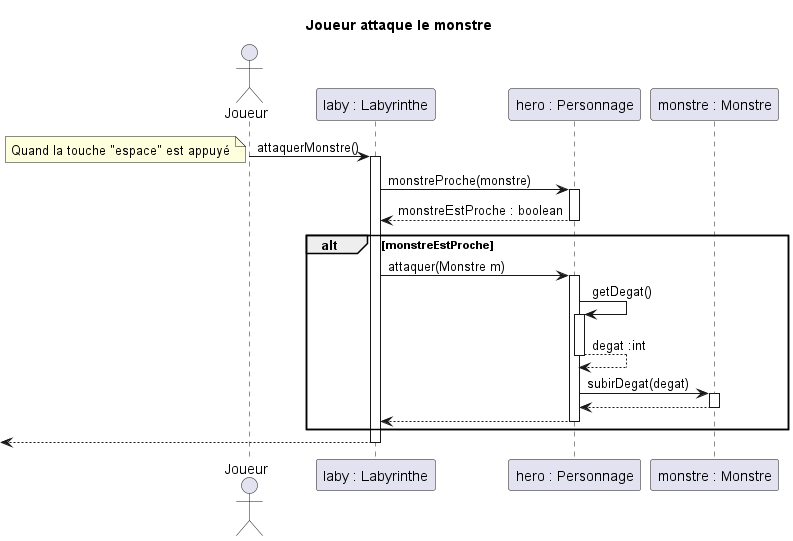 Joueur attaque le monstre
Joueur
laby : Labyrinthe
hero : Personnage
monstre : Monstre
Quand la touche "espace" est appuyé
attaquerMonstre()
monstreProche(monstre)
monstreEstProche : boolean
alt
[monstreEstProche]
attaquer(Monstre m)
getDegat()
degat :int
subirDegat(degat)
Joueur
laby : Labyrinthe
hero : Personnage
monstre : Monstre